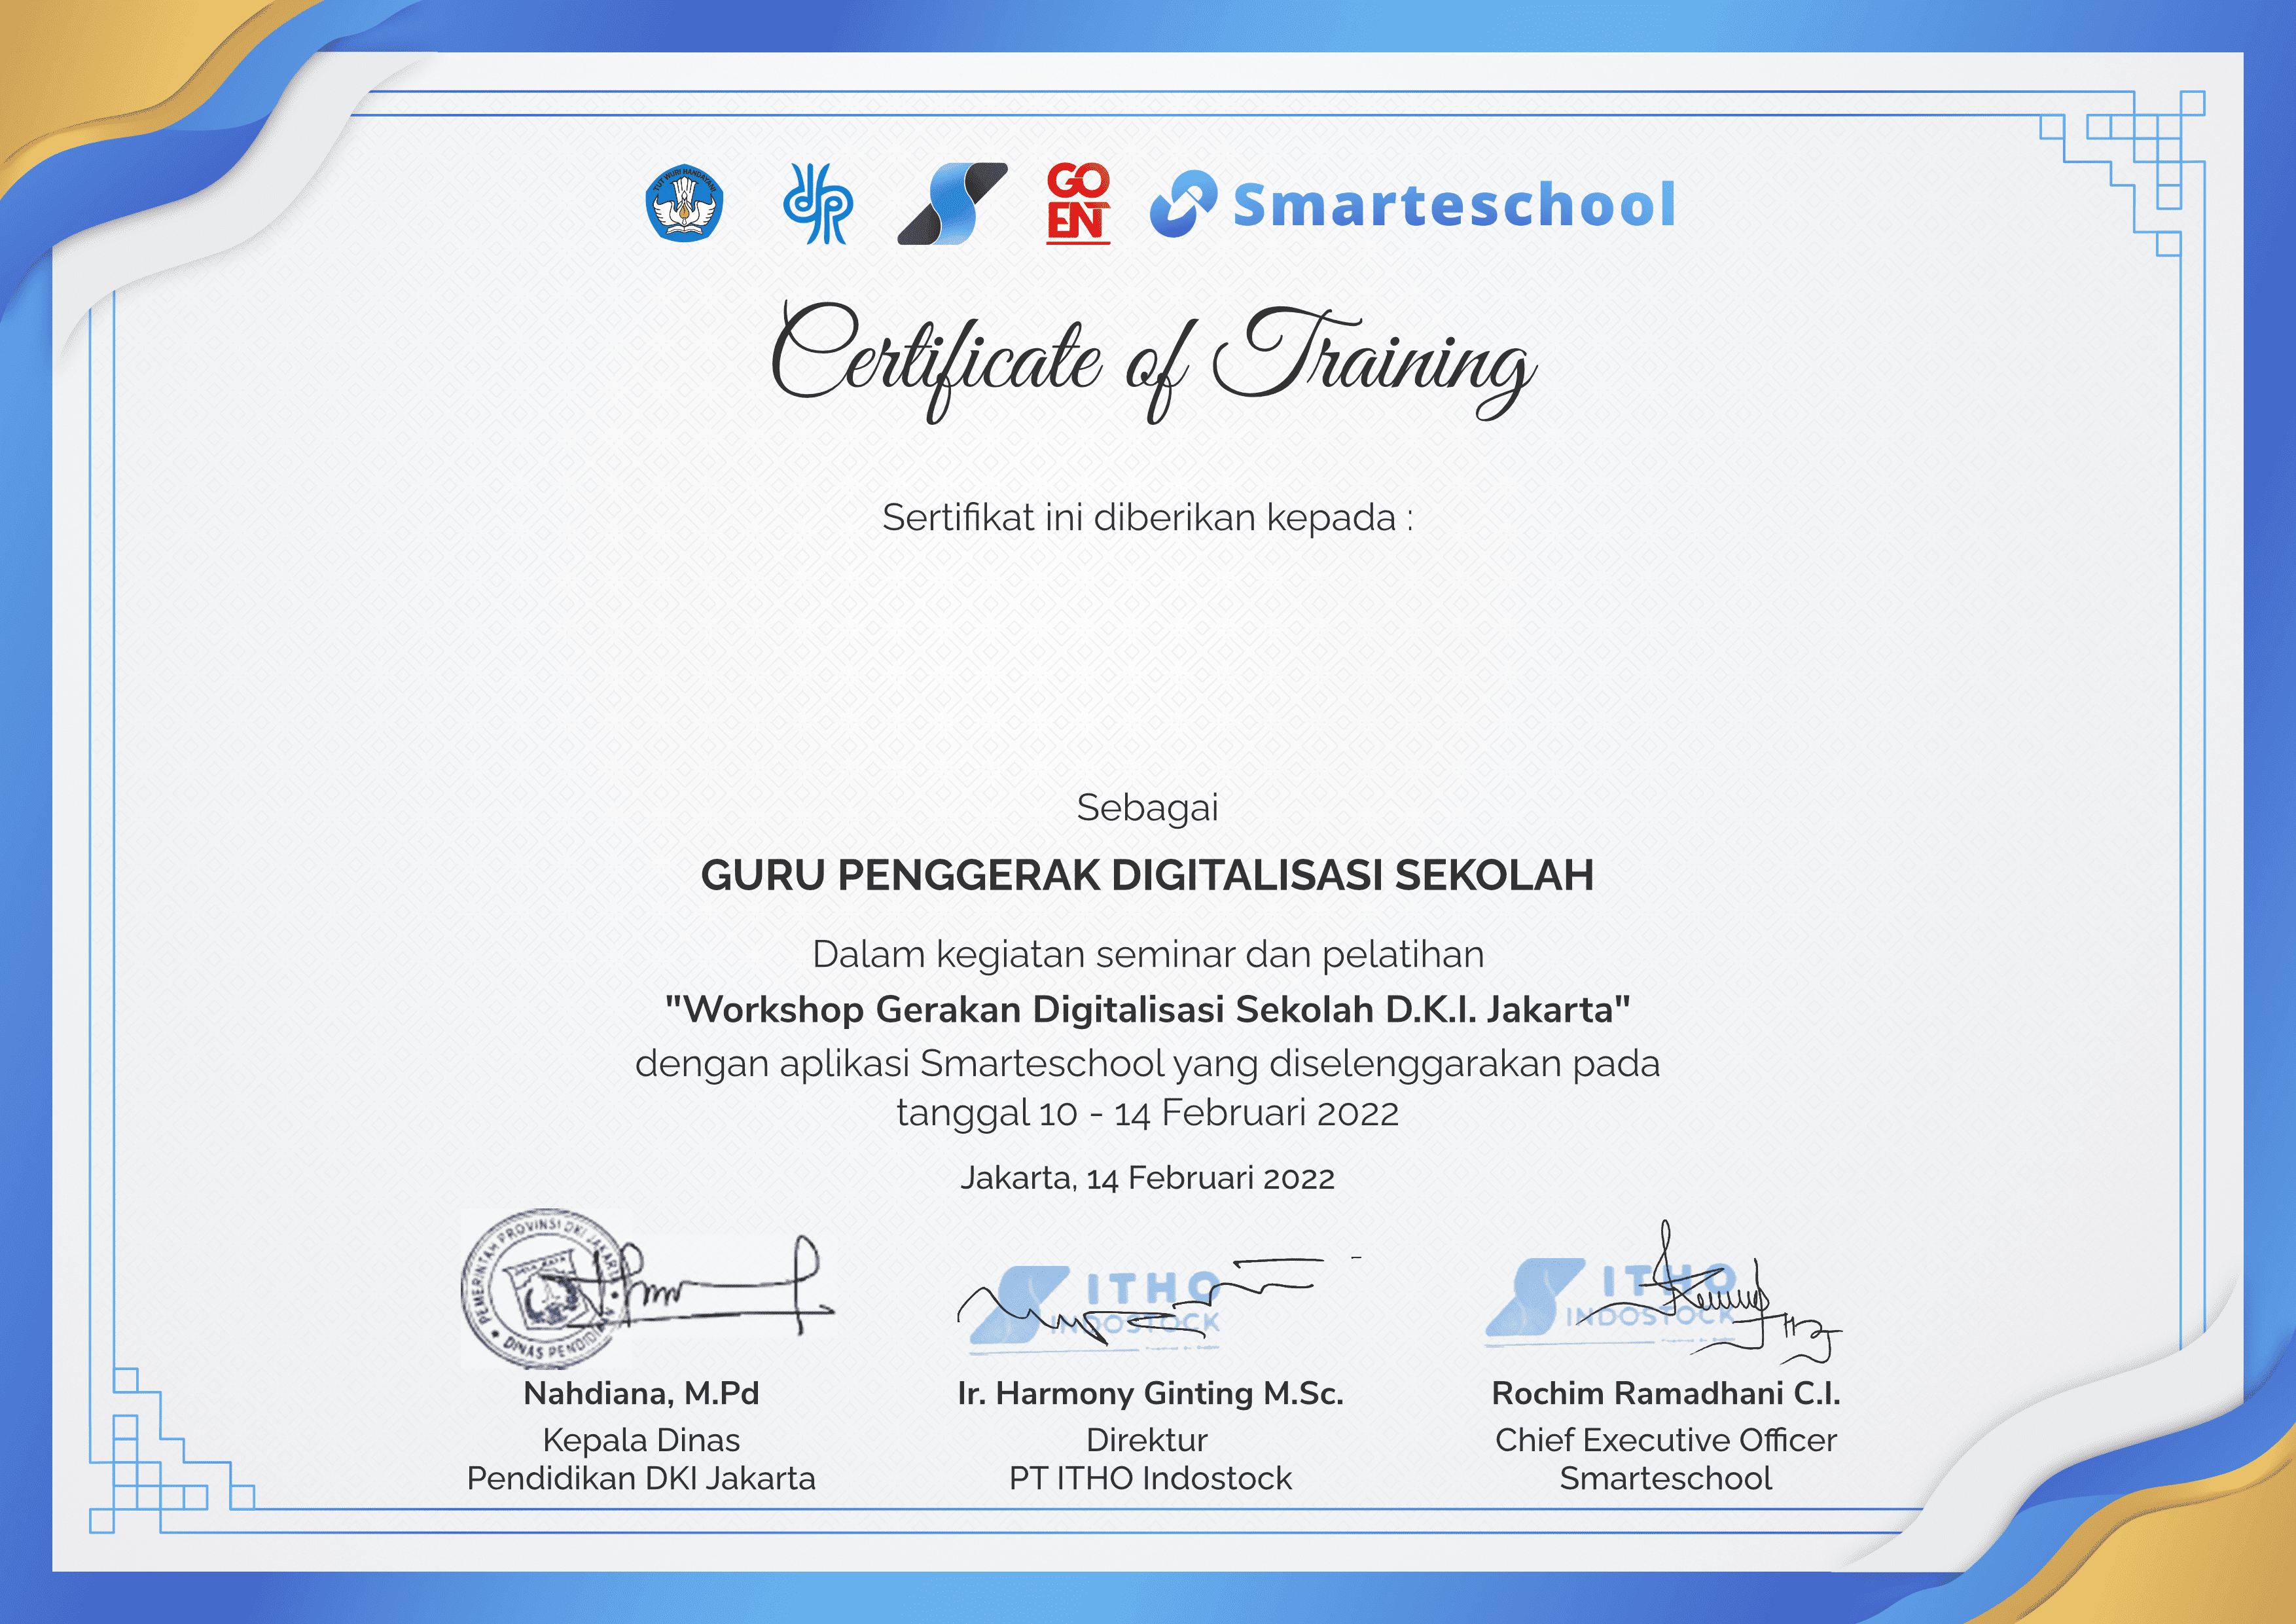 TUT WURI HANDAYANI
GO
EN
Smarteschool
Certificate of Training
Sertifikat ini diberikan kepada :
Sebagai
GURU PENGGERAK DIGITALISASI SEKOLAH
Dalam kegiatan seminar dan pelatihan
"Workshop Gerakan Digitalisasi Sekolah D.K.I. Jakarta"
dengan aplikasi Smarteschool yang diselenggarakan pada
tanggal 10 - 14 Februari 2022
Jakarta, 14 Februari 2022
PEMERINTAH PROVINSI DKI JAKARTA
DINAS
ITHO
INDOSTOCK
ITHO
INDOSTOCK
Nahdiana, M.Pd
Kepala Dinas
Pendidikan DKI Jakarta
Ir. Harmony Ginting M.Sc.
Direktur
PT ITHO Indostock
Rochim Ramadhani C.I.
Chief Executive Officer
Smarteschool